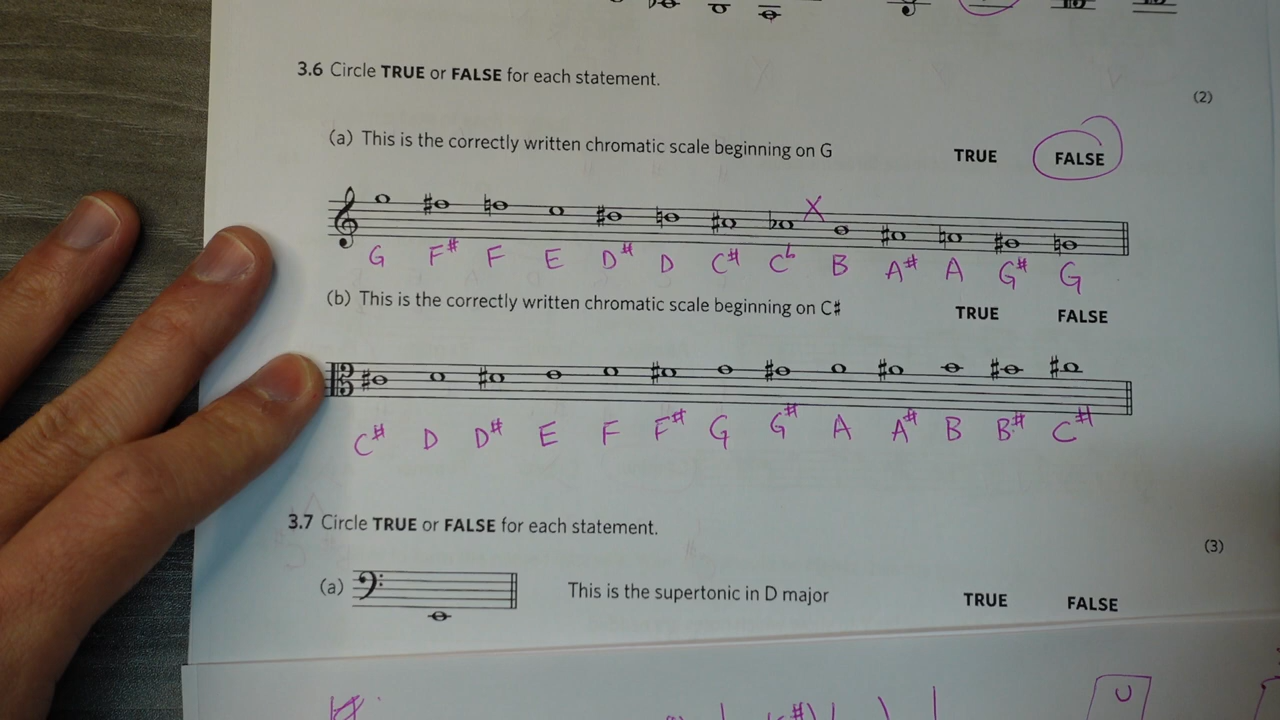 3.6 Circle TRUE or FALSE for each statement.
(2)
(a) This is the correctly written chromatic scale beginning on G TRUE FALSE
X
G F# F E D# D C# Cb B A# A G# G
(b) This is the correctly written chromatic scale beginning on C♯ TRUE FALSE
C# D D# E F F# G G# A A# B B# C#
3.7 Circle TRUE or FALSE for each statement.
(3)
(a) This is the supertonic in D major TRUE FALSE